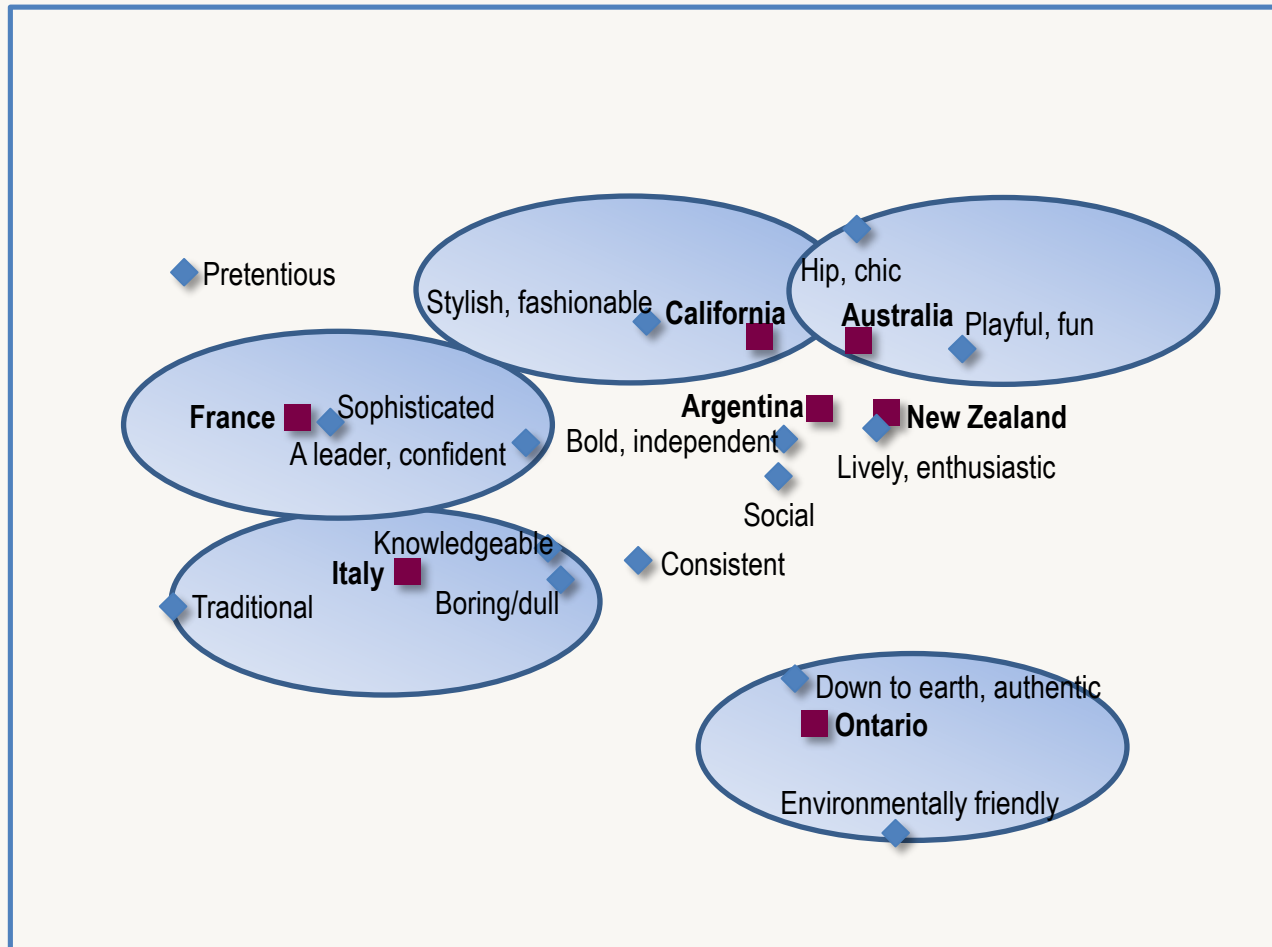 Pretentious
Hip, chic
Stylish, fashionable
California
Australia
Playful, fun
France
Sophisticated
A leader, confident
Argentina
New Zealand
Bold, independent
Lively, enthusiastic
Social
Knowledgeable
Italy
Consistent
Boring/dull
Traditional
Down to earth, authentic
Ontario
Environmentally friendly